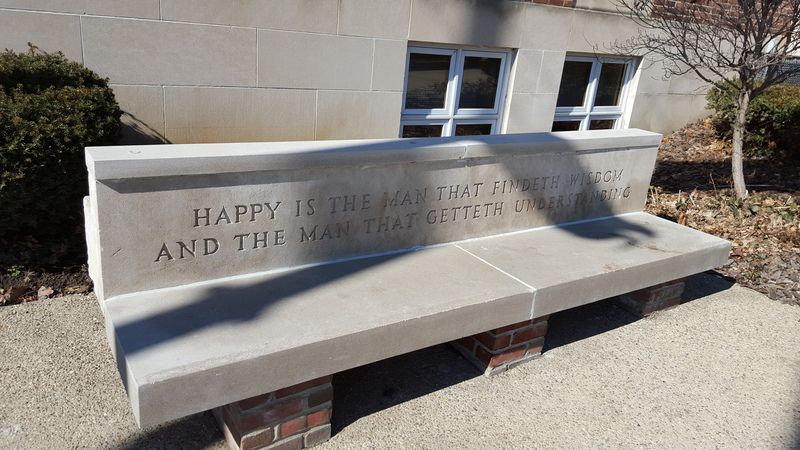 HAPPY IS THE MAN THAT FINDETH WISDOM
AND THE MAN THAT GETTETH UNDERSTANDING